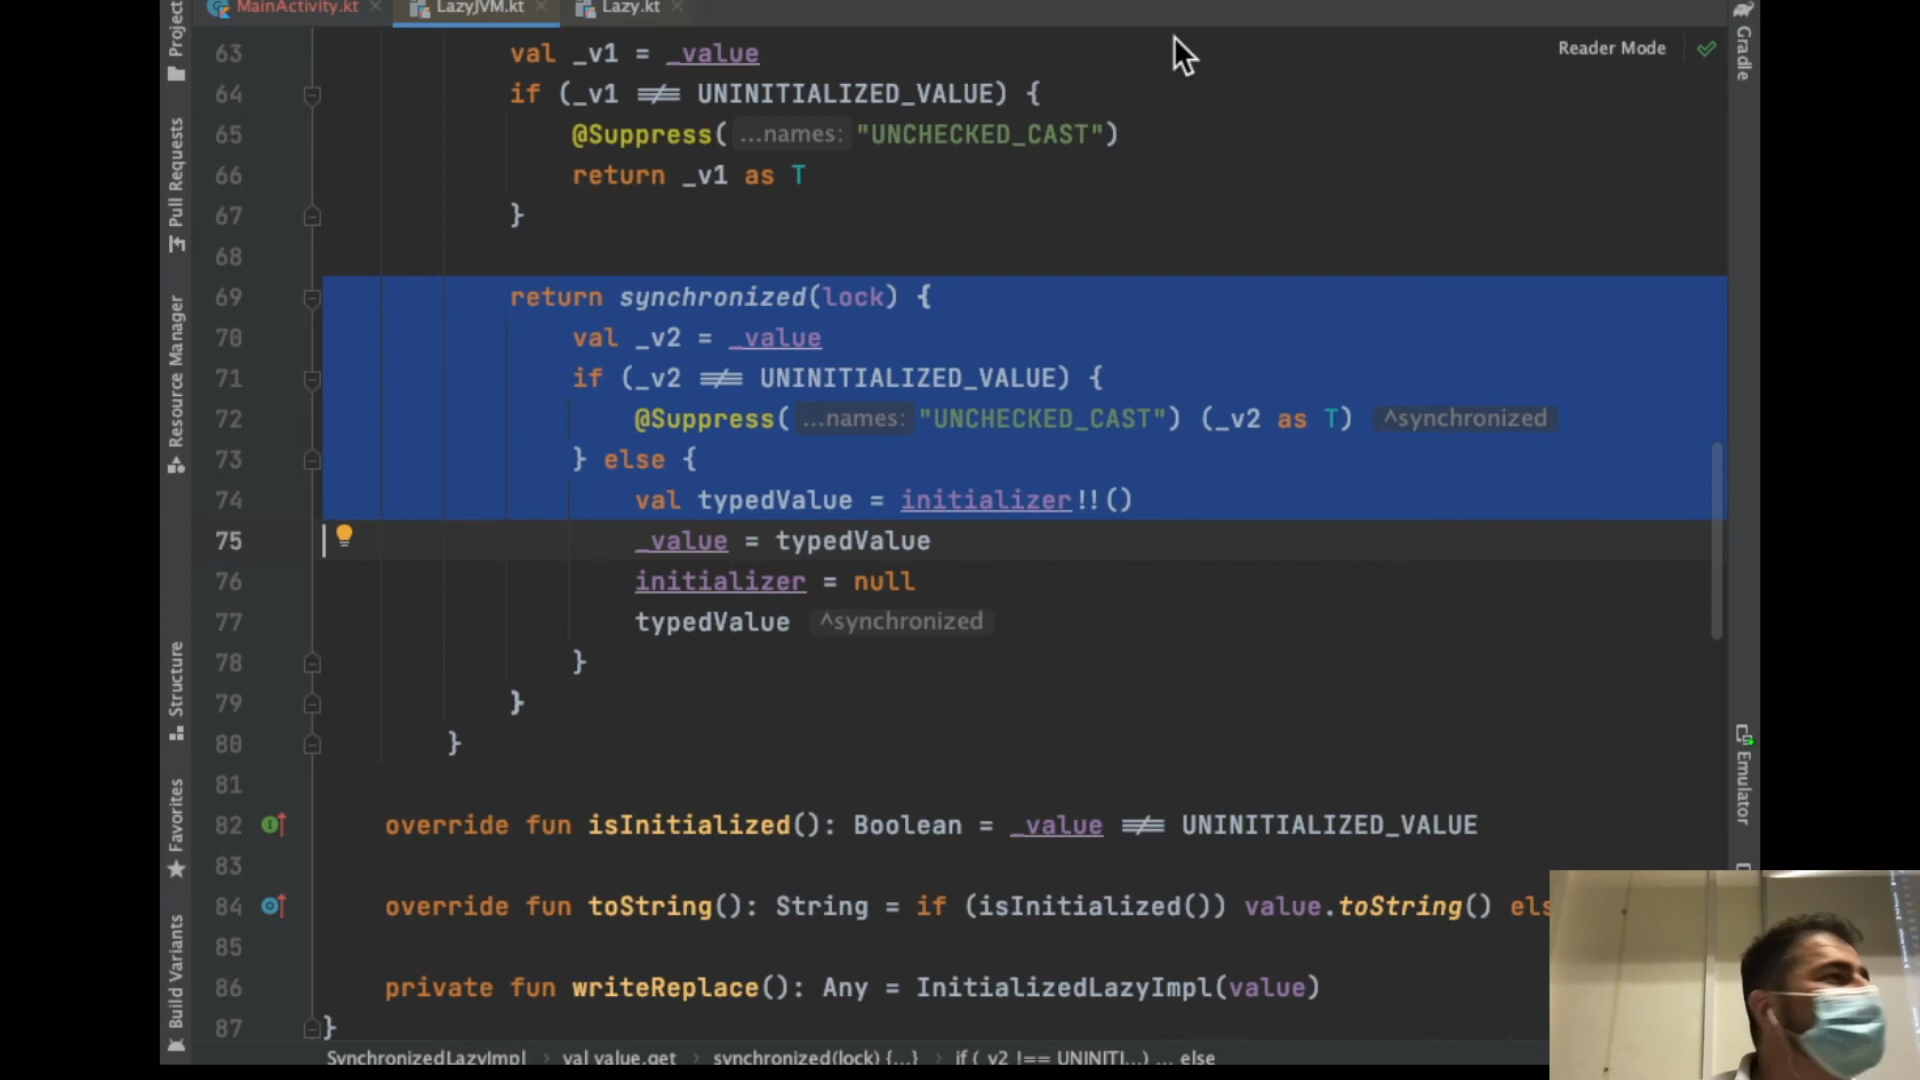 MainActivity.kt
LazyJVM.kt
Lazy.kt
Reader Mode
Project
Pull Requests
Resource Manager
Structure
Favorites
Build Variants
Gradle
Emulator
63 val _v1 = _value
64 if (_v1 !== UNINITIALIZED_VALUE) {
65 @Suppress( ...names: "UNCHECKED_CAST")
66 return _v1 as T
67 }
68
69 return synchronized(lock) {
70 val _v2 = _value
71 if (_v2 !== UNINITIALIZED_VALUE) {
72 @Suppress( ...names: "UNCHECKED_CAST") (_v2 as T) ^synchronized
73 } else {
74 val typedValue = initializer!!()
75 _value = typedValue
76 initializer = null
77 typedValue ^synchronized
78 }
79 }
80 }
81
82 override fun isInitialized(): Boolean = _value !== UNINITIALIZED_VALUE
83
84 override fun toString(): String = if (isInitialized()) value.toString() els
85
86 private fun writeReplace(): Any = InitializedLazyImpl(value)
87 }
SynchronizedLazyImpl › val value.get › synchronized(lock) {...} › if (_v2 !== UNINITI...) ... else